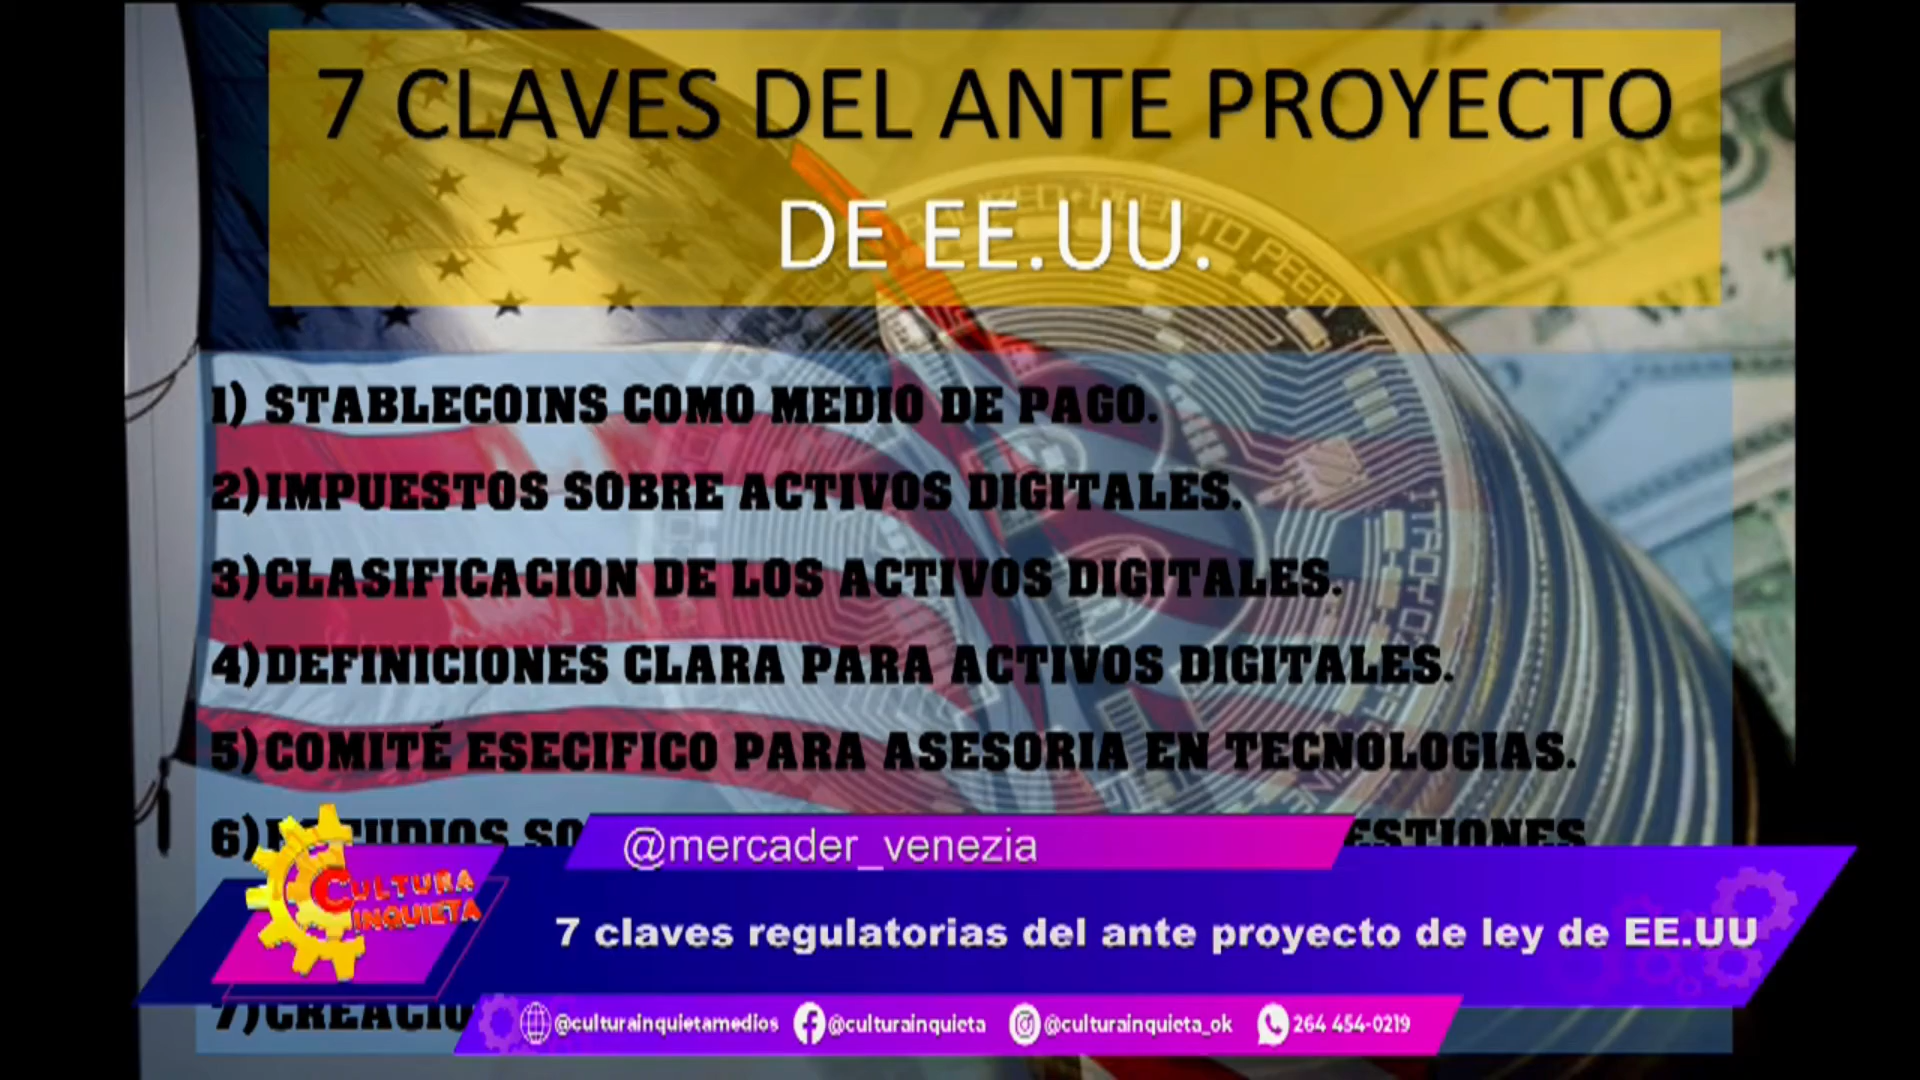 7 CLAVES DEL ANTE PROYECTO
DE EE.UU.
1) STABLECOINS COMO MEDIO DE PAGO.
2)IMPUESTOS SOBRE ACTIVOS DIGITALES.
3)CLASIFICACION DE LOS ACTIVOS DIGITALES.
4)DEFINICIONES CLARA PARA ACTIVOS DIGITALES.
5)COMITÉ ESECIFICO PARA ASESORIA EN TECNOLOGIAS.
6)
@mercader_venezia
CULTURA
INQUIETA
7 claves regulatorias del ante proyecto de ley de EE.UU
7)
@culturainquietamedios @culturainquieta @culturainquieta_ok 264 454-0219